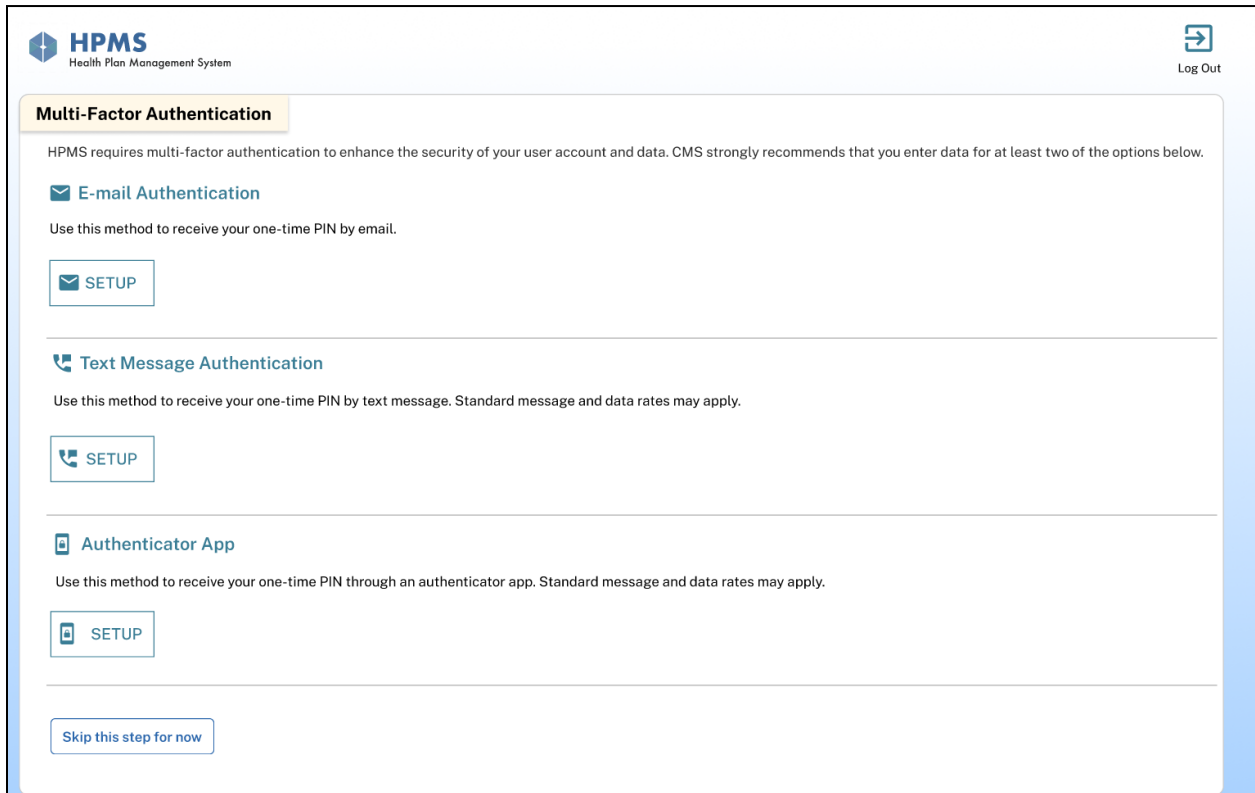 HPMS
Health Plan Management System
Log Out
Multi-Factor Authentication
HPMS requires multi-factor authentication to enhance the security of your user account and data. CMS strongly recommends that you enter data for at least two of the options below.
E-mail Authentication
Use this method to receive your one-time PIN by email.
SETUP
Text Message Authentication
Use this method to receive your one-time PIN by text message. Standard message and data rates may apply.
SETUP
Authenticator App
Use this method to receive your one-time PIN through an authenticator app. Standard message and data rates may apply.
SETUP
Skip this step for now